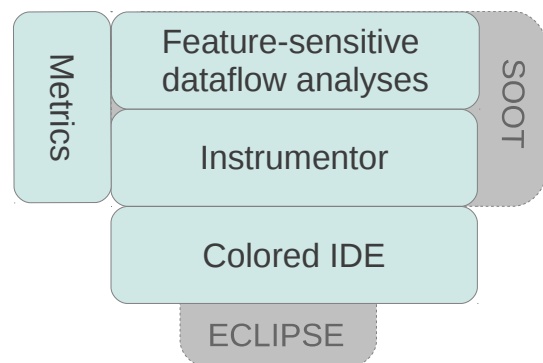 Metrics
Feature-sensitive
dataflow analyses
SOOT
Instrumentor
Colored IDE
ECLIPSE